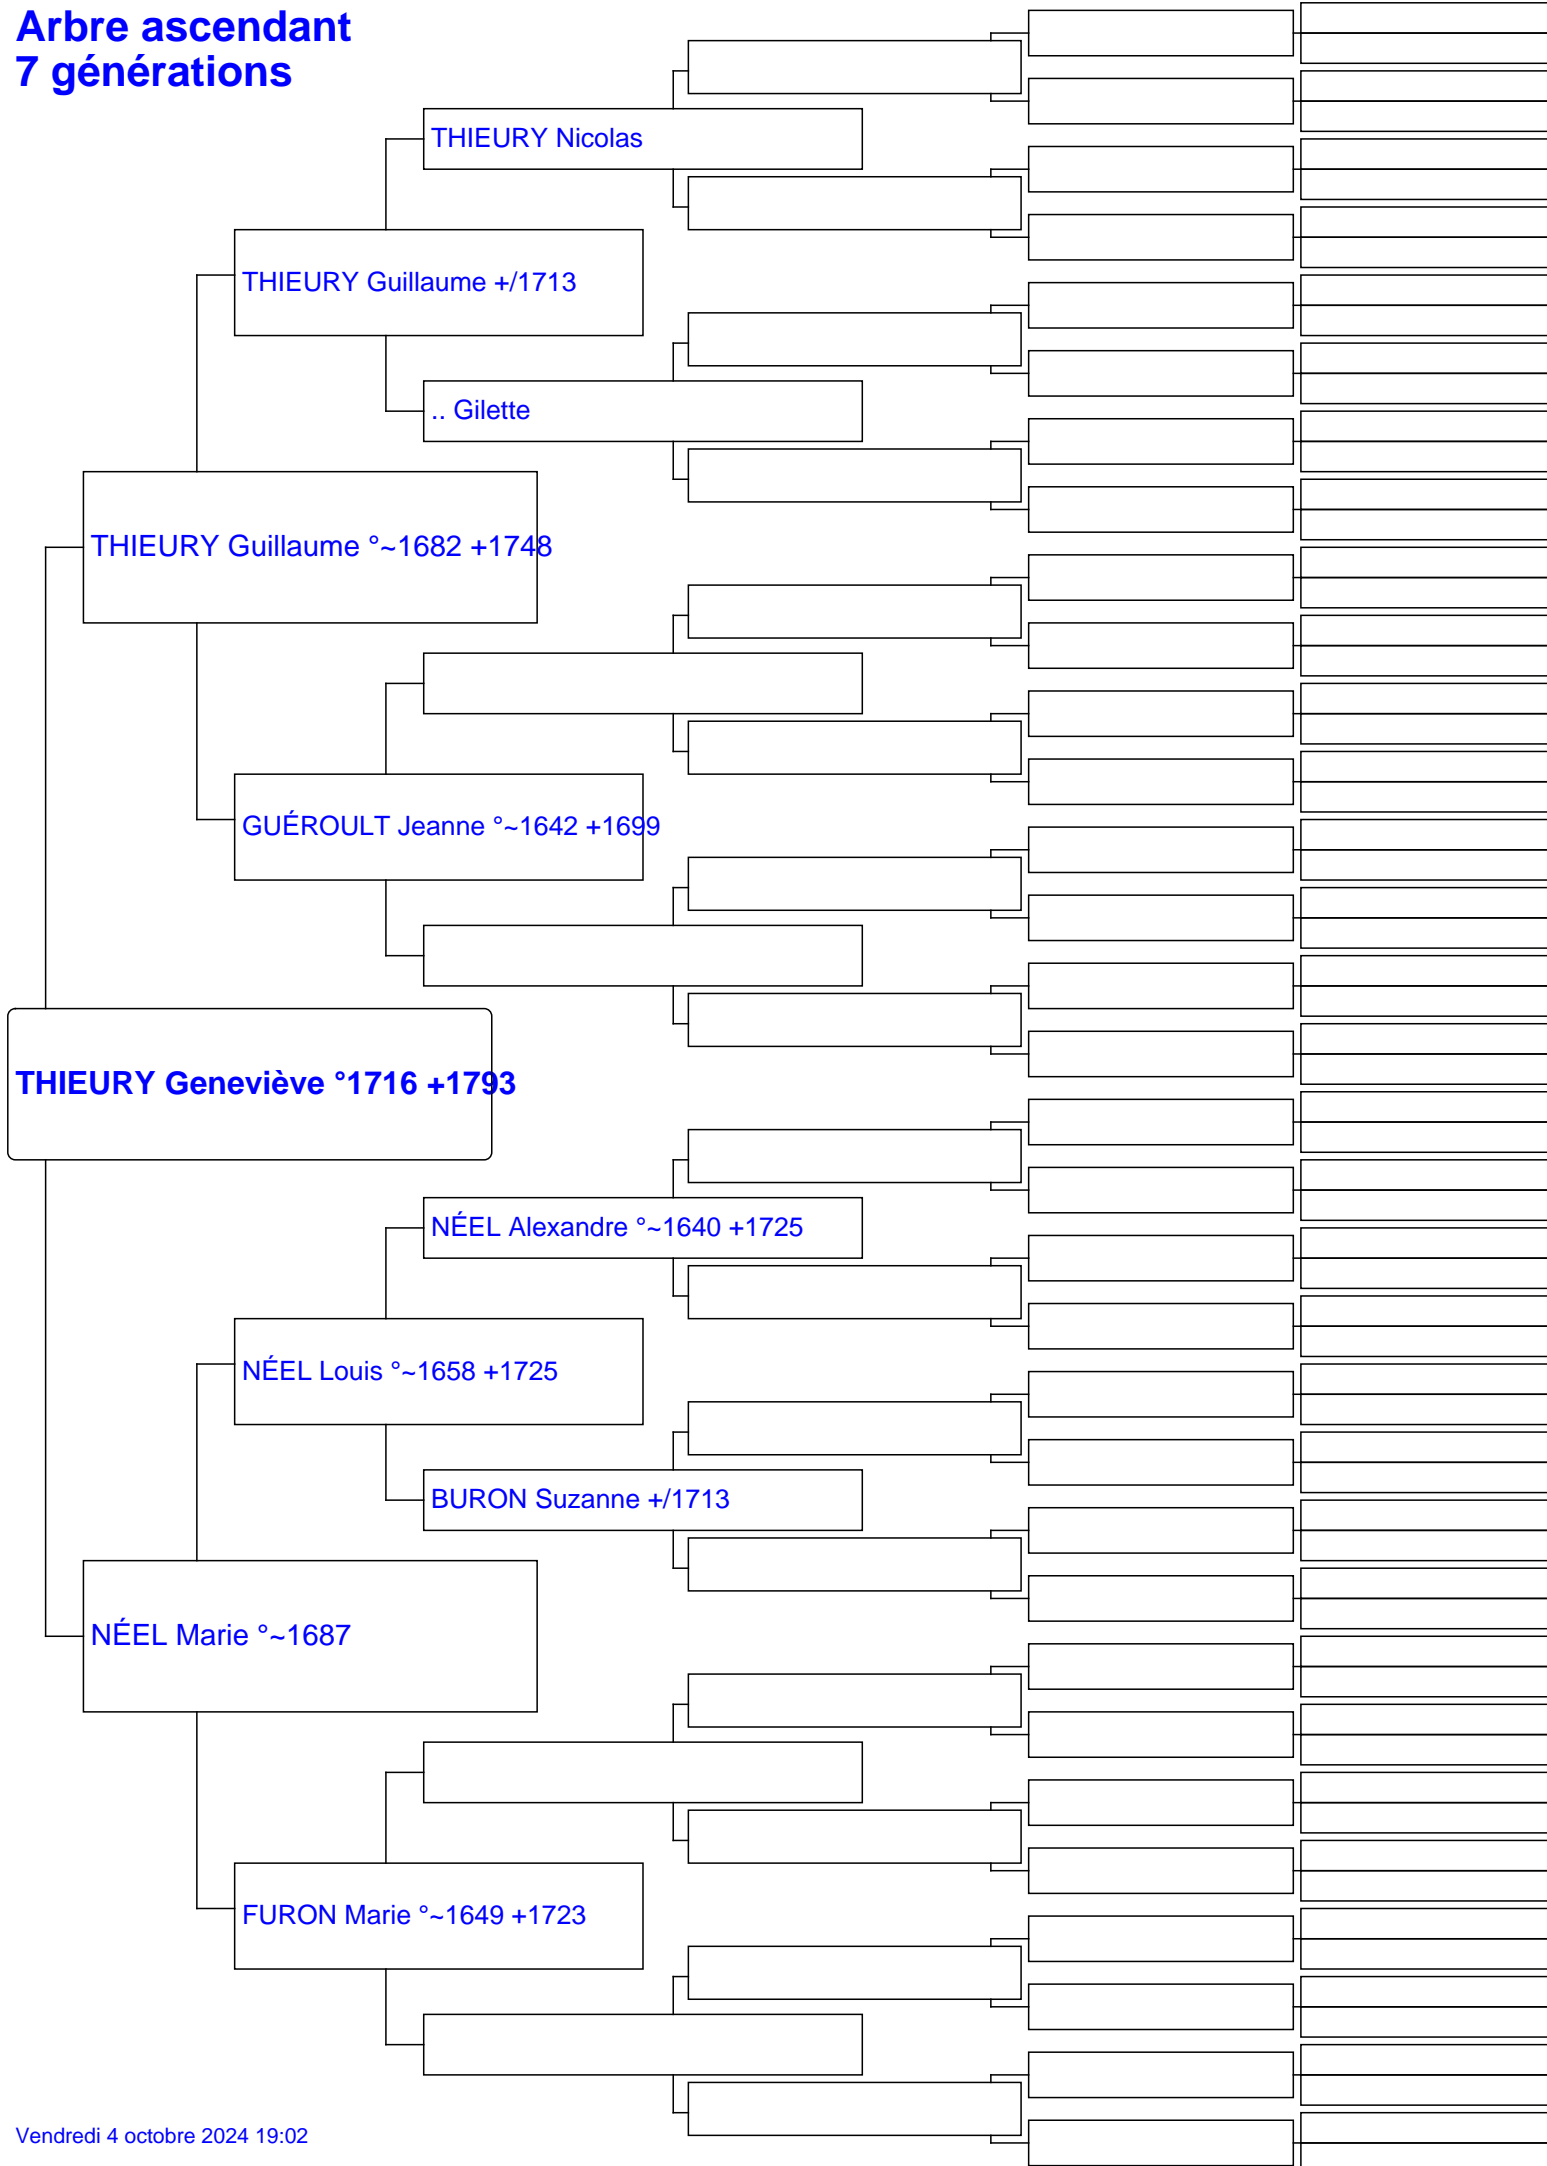 Arbre ascendant
7 générations
THIEURY Nicolas
THIEURY Guillaume +/1713
.. Gilette
THIEURY Guillaume °~1682 +1748
GUÉROULT Jeanne °~1642 +1699
THIEURY Geneviève °1716 +1793
NÉEL Alexandre °~1640 +1725
NÉEL Louis °~1658 +1725
BURON Suzanne +/1713
NÉEL Marie °~1687
FURON Marie °~1649 +1723
Vendredi 4 octobre 2024 19:02